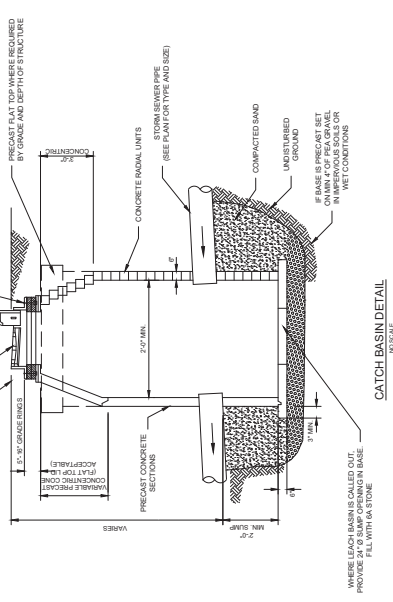 PRECAST FLAT TOP WHERE REQUIRED
BY GRADE AND DEPTH OF STRUCTURE
CONCENTRIC
3'-0"
CONCRETE RADIAL UNITS
STORM SEWER PIPE
(SEE PLAN FOR TYPE AND SIZE)
COMPACTED SAND
UNDISTURBED
GROUND
IF BASE IS PRECAST SET
ON MIN 4" OF PEA GRAVEL
IN IMPERVIOUS SOILS OR
WET CONDITIONS
5"-16" GRADE RINGS
VARIABLE PRECAST
CONCENTRIC CONE
(FLAT TOP LID
ACCEPTABLE)
2'-0" MIN.
PRECAST CONCRETE
SECTIONS
VARIES
2'-0"
MIN. SUMP
3" MIN.
6"
WHERE LEACH BASIN IS CALLED OUT,
PROVIDE 24" Ø SUMP OPENING IN BASE.
FILL WITH 6A STONE
CATCH BASIN DETAIL
NO SCALE